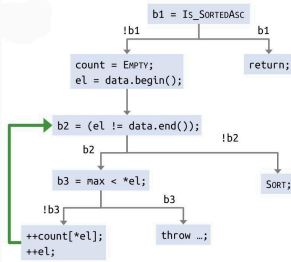 b1 = IS_SORTEDASC
!b1
b1
count = EMPTY;
el = data.begin();
return;
b2 = (el != data.end());
b2
!b2
b3 = max < *el;
SORT;
!b3
b3
++count[*el];
++el;
throw …;